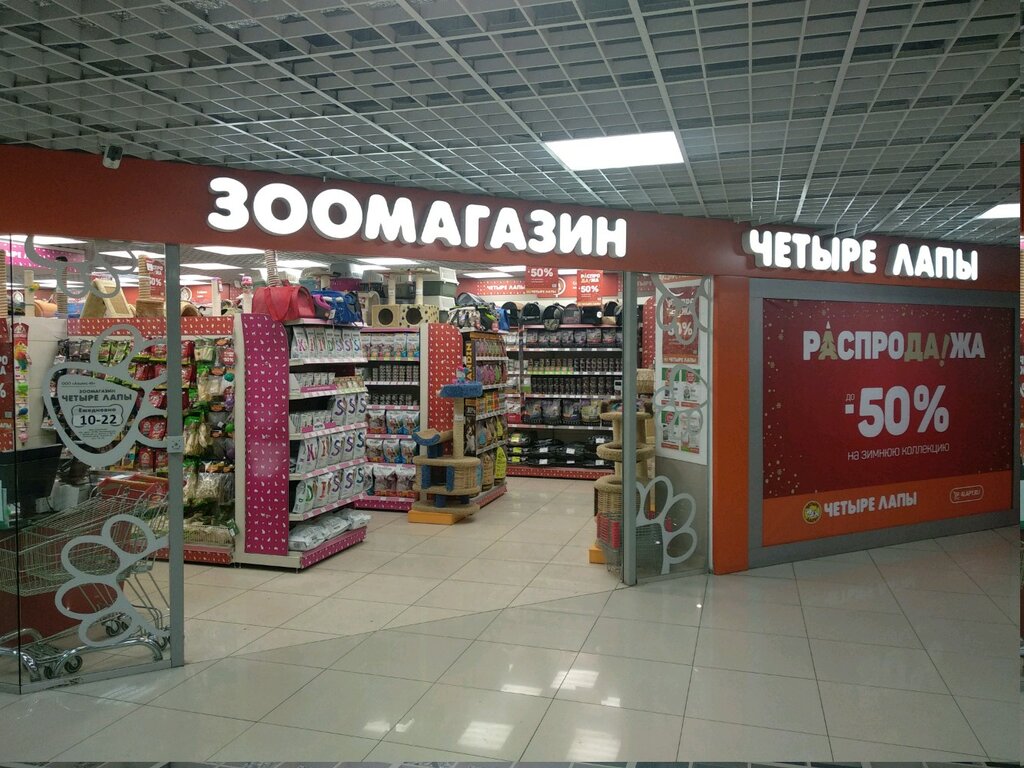 ЗООМАГАЗИН
ЧЕТЫРЕ ЛАПЫ
РАСПРОДАЖА
ДО
-50%
НА ЗИМНЮЮ КОЛЛЕКЦИЮ
ЧЕТЫРЕ ЛАПЫ
ЗООМАГАЗИН
ЧЕТЫРЕ ЛАПЫ
Ежедневно
10-22
50%